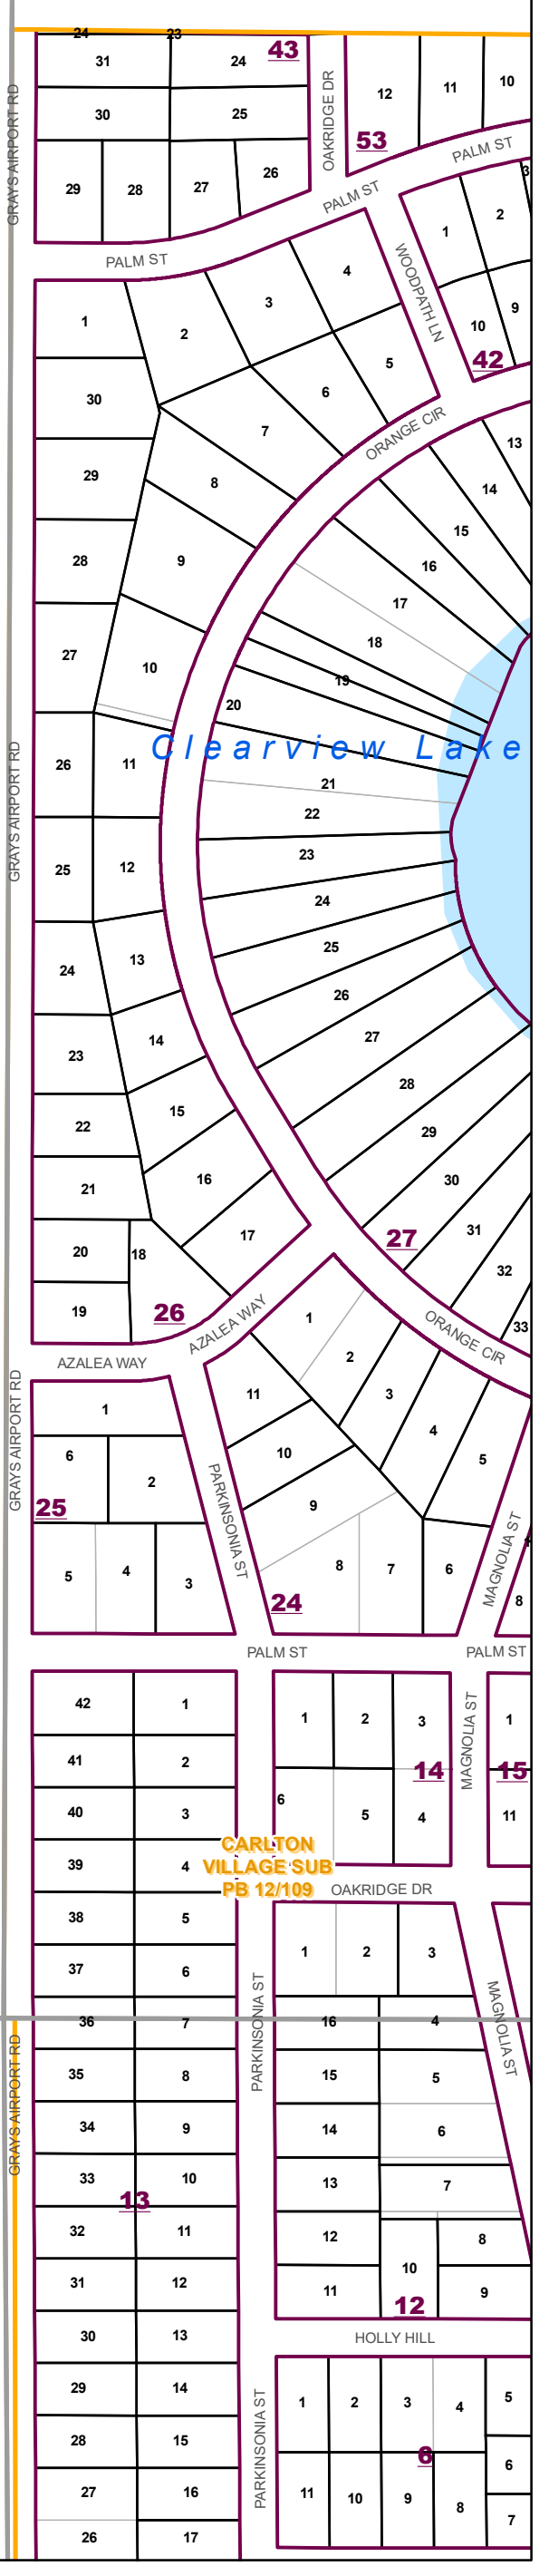 24 23
31 24 43
30 25
29 28 27 26
OAKRIDGE DR
12 11 10
53
PALM ST
GRAYS AIRPORT RD
PALM ST
PALM ST
1 2 3
10 9
42
WOODPATH LN
1 2 3 4
5
6
7
30
29 8
28 9
27 10
26 11
25 12
24 13
23 14
22 15
21 16
20 18 17
19 26
ORANGE CIR
13
14
15
16
17
18
19
20
Clearview Lake
21
22
23
24
25
26
27
28
29
30
31
32
33
27
GRAYS AIRPORT RD
AZALEA WAY
AZALEA WAY
ORANGE CIR
GRAYS AIRPORT RD
1
6 2
25
5 4 3
PARKINSONIA ST
1
2
3
4
5
11
10
9
8 7 6
24
MAGNOLIA ST
4
8
PALM ST PALM ST
42 1
41 2
40 3
39 4
38 5
37 6
36 7
35 8
34 9
33 10
13
32 11
31 12
30 13
29 14
28 15
27 16
26 17
1 2 3
14
6 5 4
MAGNOLIA ST
1
15
11
CARLTON
VILLAGE SUB
PB 12/109
OAKRIDGE DR
1 2 3
16 4
15 5
14 6
13 7
12 10 8
11 9
12
MAGNOLIA ST
PARKINSONIA ST
GRAYS AIRPORT RD
HOLLY HILL
PARKINSONIA ST
1 2 3 4 5
6
6
11 10 9 8 7